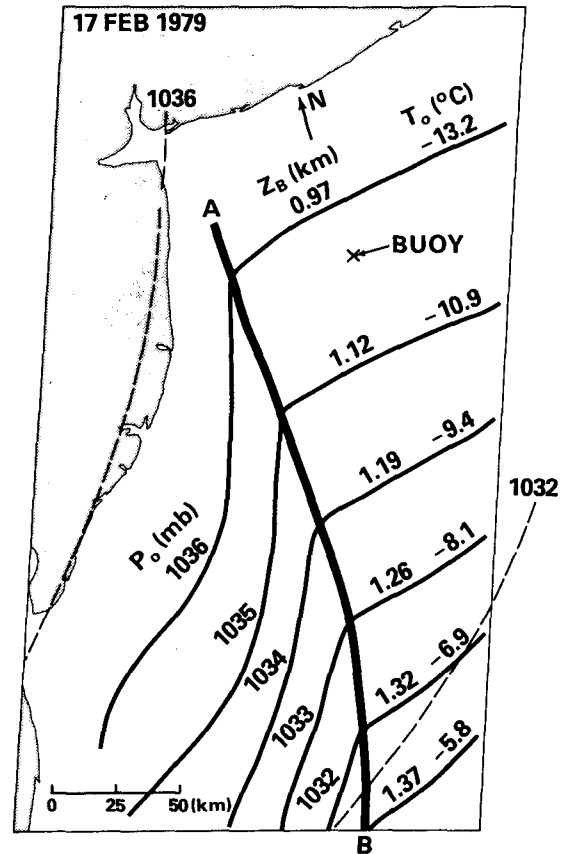 17 FEB 1979
1036
N
T₀ (°C)
-13.2
Z_B (km)
0.97
A
BUOY
-10.9
1.12
-9.4
1.19
1032
P₀ (mb)
1036
-8.1
1.26
1035
1034
-6.9
1.32
1033
1032
-5.8
1.37
0 25 50 (km)
B